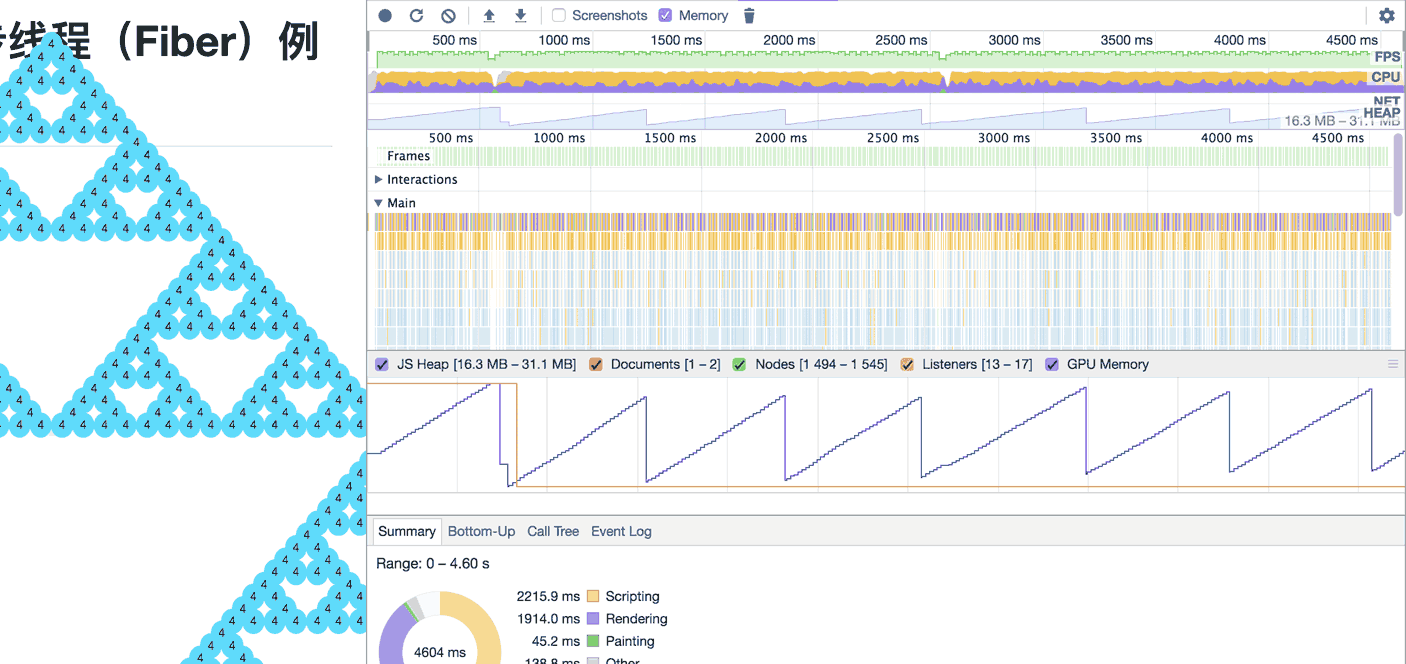 线程（Fiber）例
Screenshots
Memory
500 ms 1000 ms 1500 ms 2000 ms 2500 ms 3000 ms 3500 ms 4000 ms 4500 ms
FPS
CPU
NET
HEAP
16.3 MB – 31.1 MB
500 ms 1000 ms 1500 ms 2000 ms 2500 ms 3000 ms 3500 ms 4000 ms 4500 ms
Frames
Interactions
Main
JS Heap [16.3 MB – 31.1 MB] Documents [1 – 2] Nodes [1 494 – 1 545] Listeners [13 – 17] GPU Memory
Summary Bottom-Up Call Tree Event Log
Range: 0 – 4.60 s
2215.9 ms Scripting
1914.0 ms Rendering
45.2 ms Painting
138.8 ms Other
4604 ms